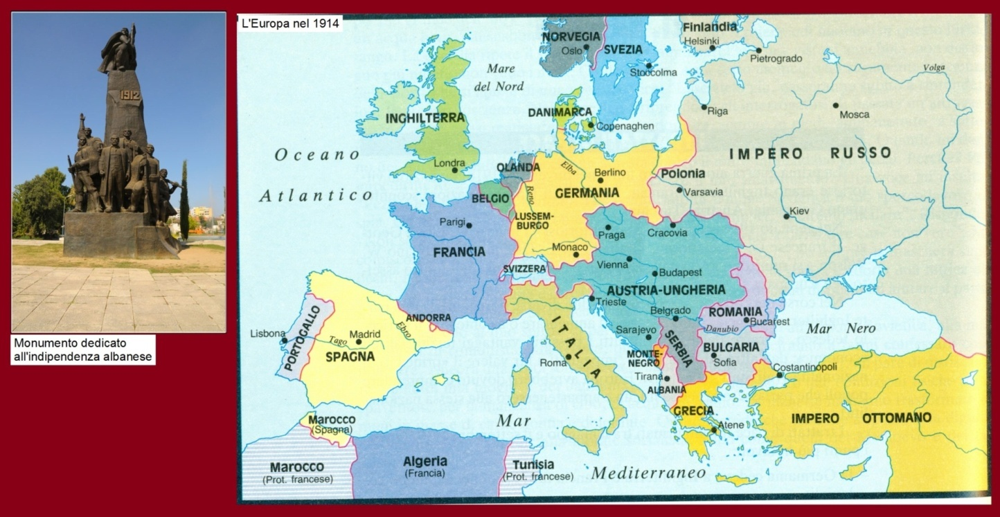 L'Europa nel 1914
1912
Monumento dedicato
all'indipendenza albanese
NORVEGIA
Oslo
SVEZIA
Stoccolma
Finlandia
Helsinki
Pietrogrado
Volga
Mare
del Nord
Riga
Mosca
INGHILTERRA
Londra
DANIMARCA
Copenaghen
Oceano
Atlantico
IMPERO RUSSO
OLANDA
Elba
Berlino
GERMANIA
Polonia
Varsavia
BELGIO
Reno
LUSSEM-
BURGO
Kiev
Parigi
FRANCIA
Monaco
Praga
Cracovia
SVIZZERA
Vienna
Budapest
AUSTRIA-UNGHERIA
Trieste
Belgrado
ROMANIA
Bucarest
Danubio
ANDORRA
PORTOGALLO
Lisbona
Tago
Madrid
Ebro
SPAGNA
ITALIA
Roma
Sarajevo
MONTE-
NEGRO
SERBIA
BULGARIA
Sofia
Mar Nero
Costantinopoli
Tirana
ALBANIA
GRECIA
Atene
IMPERO OTTOMANO
Marocco
(Spagna)
Mar
Mediterraneo
Marocco
(Prot. francese)
Algeria
(Francia)
Tunisia
(Prot. francese)